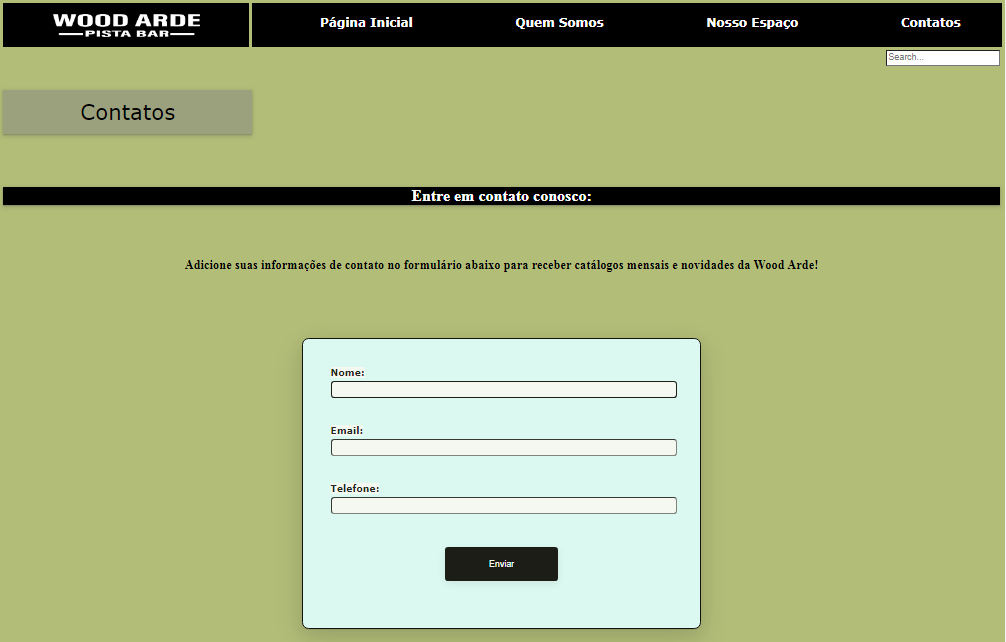 WOOD ARDE
PISTA BAR
Página Inicial
Quem Somos
Nosso Espaço
Contatos
Search...
Contatos
Entre em contato conosco:
Adicione suas informações de contato no formulário abaixo para receber catálogos mensais e novidades da Wood Arde!
Nome:
Email:
Telefone:
Enviar